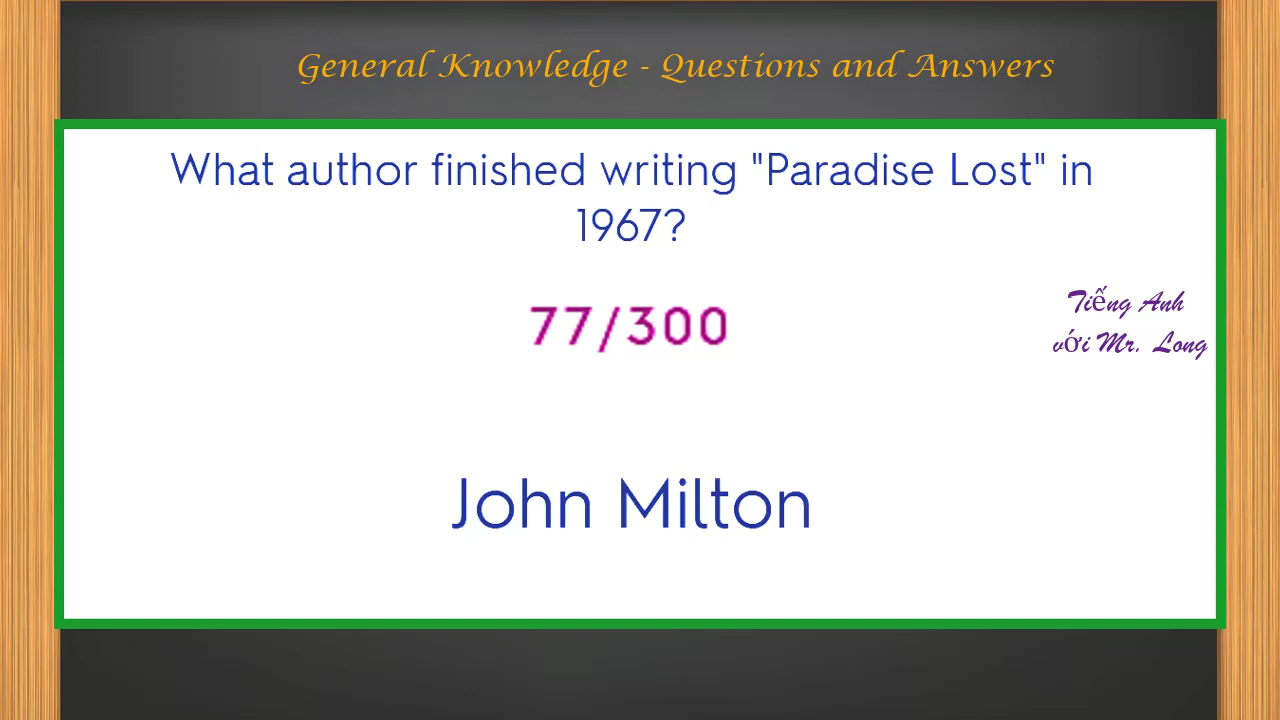 General Knowledge - Questions and Answers
What author finished writing "Paradise Lost" in
1967?
77/300
Tiếng Anh
với Mr. Long
John Milton